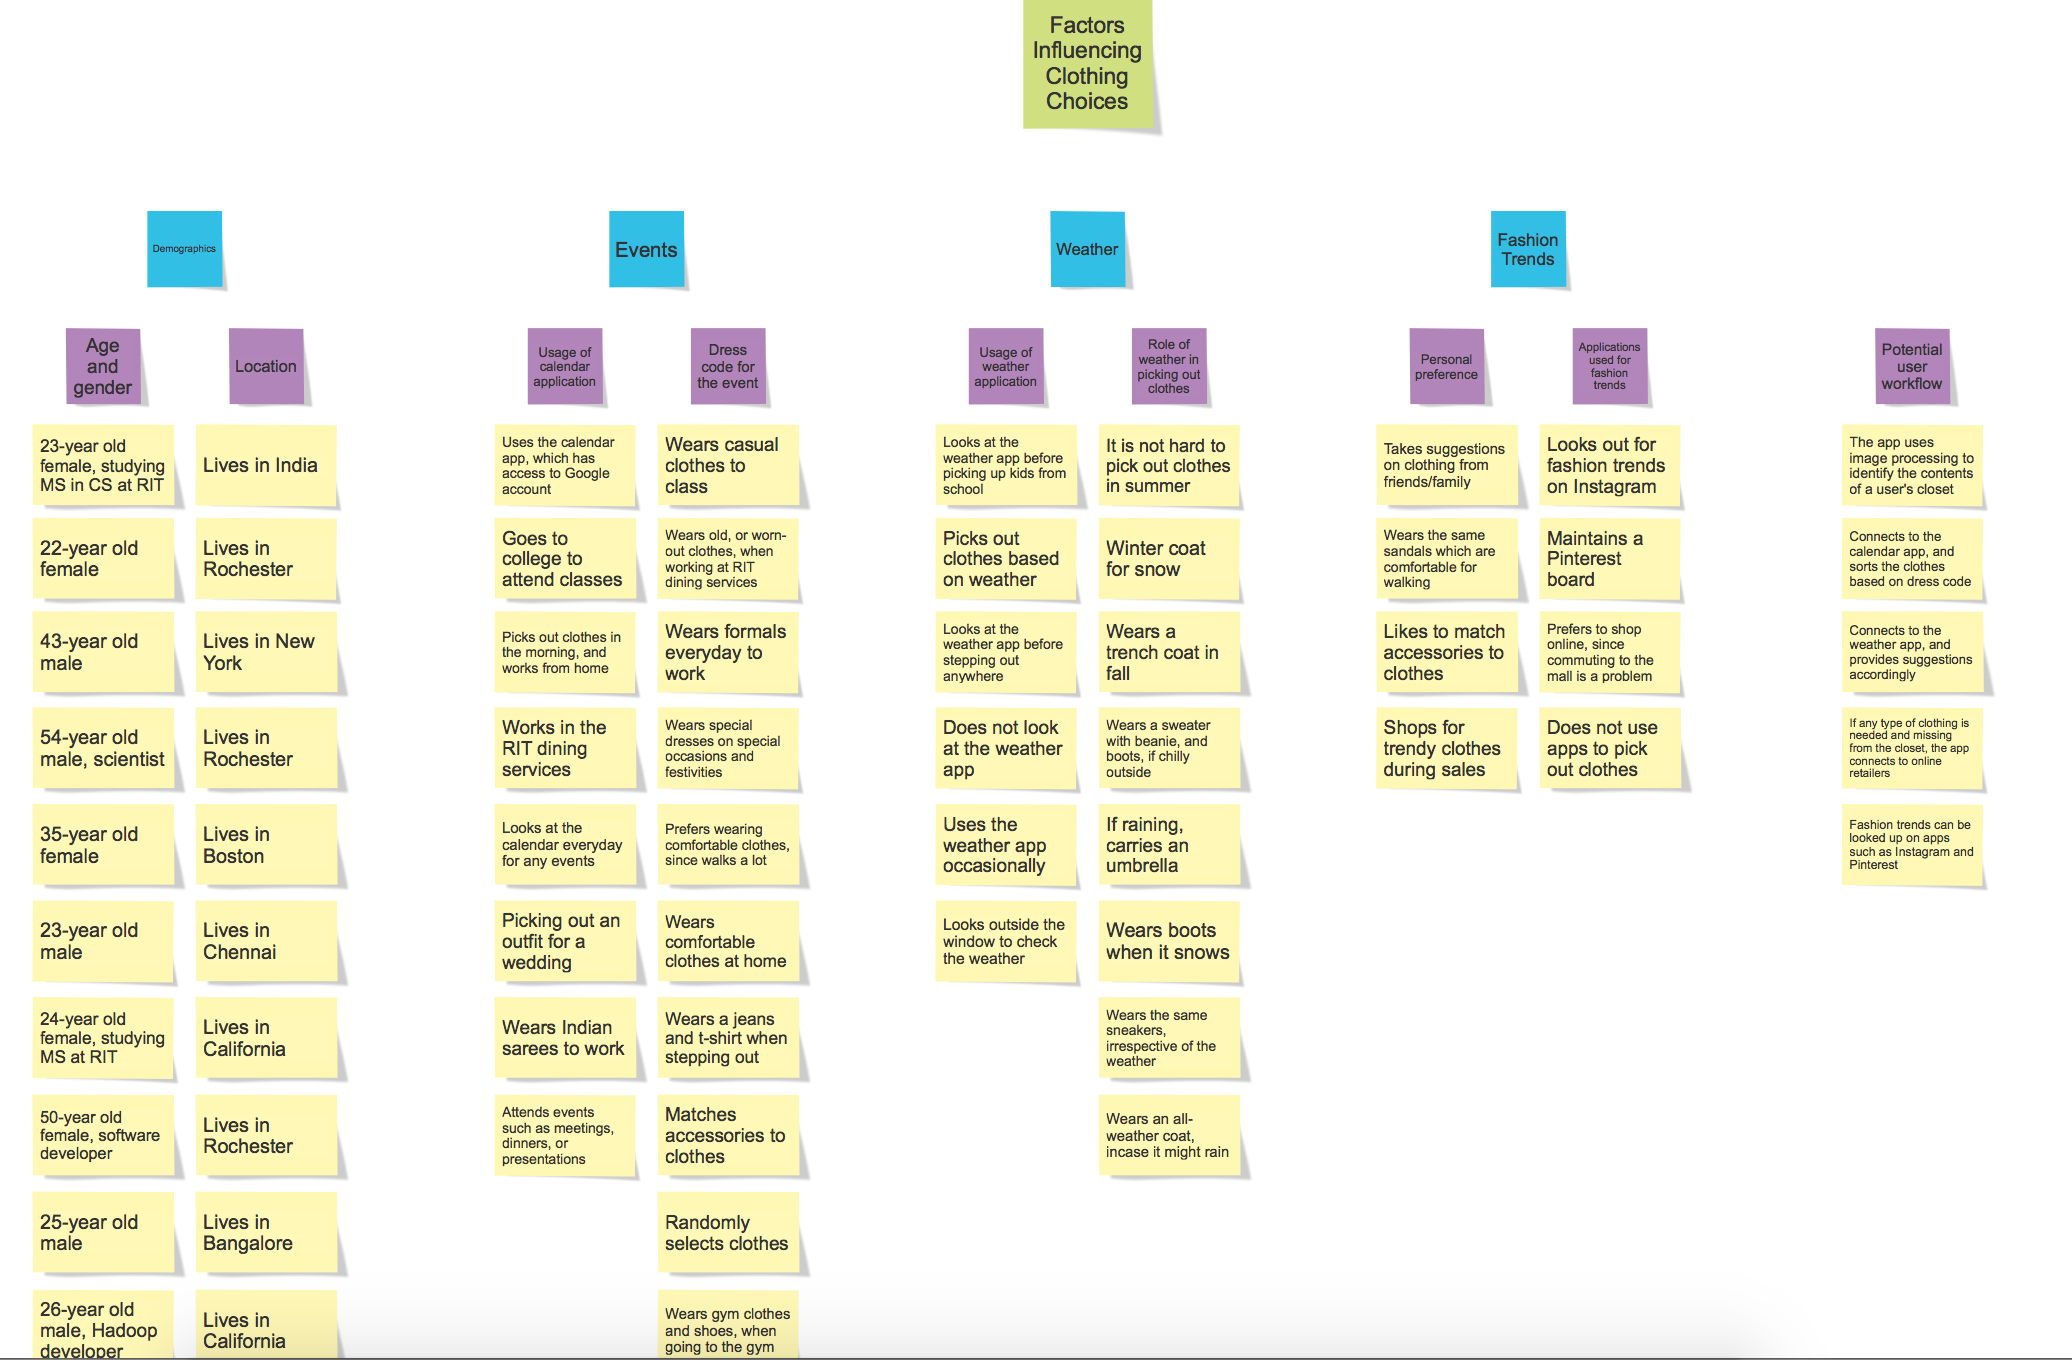 Factors
Influencing
Clothing
Choices
Demographics
Events
Weather
Fashion
Trends
Age
and
gender
Location
Usage of
calendar
application
Dress
code for
the event
Usage of
weather
application
Role of
weather in
picking out
clothes
Personal
preference
Applications
used for
fashion
trends
Potential
user
workflow
23-year old
female, studying
MS in CS at RIT
22-year old
female
43-year old
male
54-year old
male, scientist
35-year old
female
23-year old
male
24-year old
female, studying
MS at RIT
50-year old
female, software
developer
25-year old
male
26-year old
male, Hadoop
developer
Lives in India
Lives in
Rochester
Lives in New
York
Lives in
Rochester
Lives in
Boston
Lives in
Chennai
Lives in
California
Lives in
Rochester
Lives in
Bangalore
Lives in
California
Uses the calendar
app, which has
access to Google
account
Goes to
college to
attend classes
Picks out clothes in
the morning, and
works from home
Works in the
RIT dining
services
Looks at the
calendar everyday
for any events
Picking out an
outfit for a
wedding
Wears Indian
sarees to work
Attends events
such as meetings,
dinners, or
presentations
Wears casual
clothes to
class
Wears old, or worn-
out clothes, when
working at RIT
dining services
Wears formals
everyday to
work
Wears special
dresses on special
occasions and
festivities
Prefers wearing
comfortable clothes,
since walks a lot
Wears
comfortable
clothes at home
Wears a jeans
and t-shirt when
stepping out
Matches
accessories to
clothes
Randomly
selects clothes
Wears gym clothes
and shoes, when
going to the gym
Looks at the
weather app before
picking up kids from
school
Picks out
clothes based
on weather
Looks at the
weather app before
stepping out
anywhere
Does not look
at the weather
app
Uses the
weather app
occasionally
Looks outside the
window to check
the weather
It is not hard to
pick out clothes
in summer
Winter coat
for snow
Wears a
trench coat in
fall
Wears a sweater
with beanie, and
boots, if chilly
outside
If raining,
carries an
umbrella
Wears boots
when it snows
Wears the same
sneakers,
irrespective of the
weather
Wears an all-
weather coat,
incase it might rain
Takes suggestions
on clothing from
friends/family
Wears the same
sandals which are
comfortable for
walking
Likes to match
accessories to
clothes
Shops for
trendy clothes
during sales
Looks out for
fashion trends
on Instagram
Maintains a
Pinterest
board
Prefers to shop
online, since
commuting to the
mall is a problem
Does not use
apps to pick
out clothes
The app uses
image processing to
identify the contents
of a user's closet
Connects to the
calendar app, and
sorts the clothes
based on dress code
Connects to the
weather app, and
provides suggestions
accordingly
If any type of clothing is
needed and missing
from the closet, the app
connects to online
retailers
Fashion trends can be
looked up on apps
such as Instagram and
Pinterest